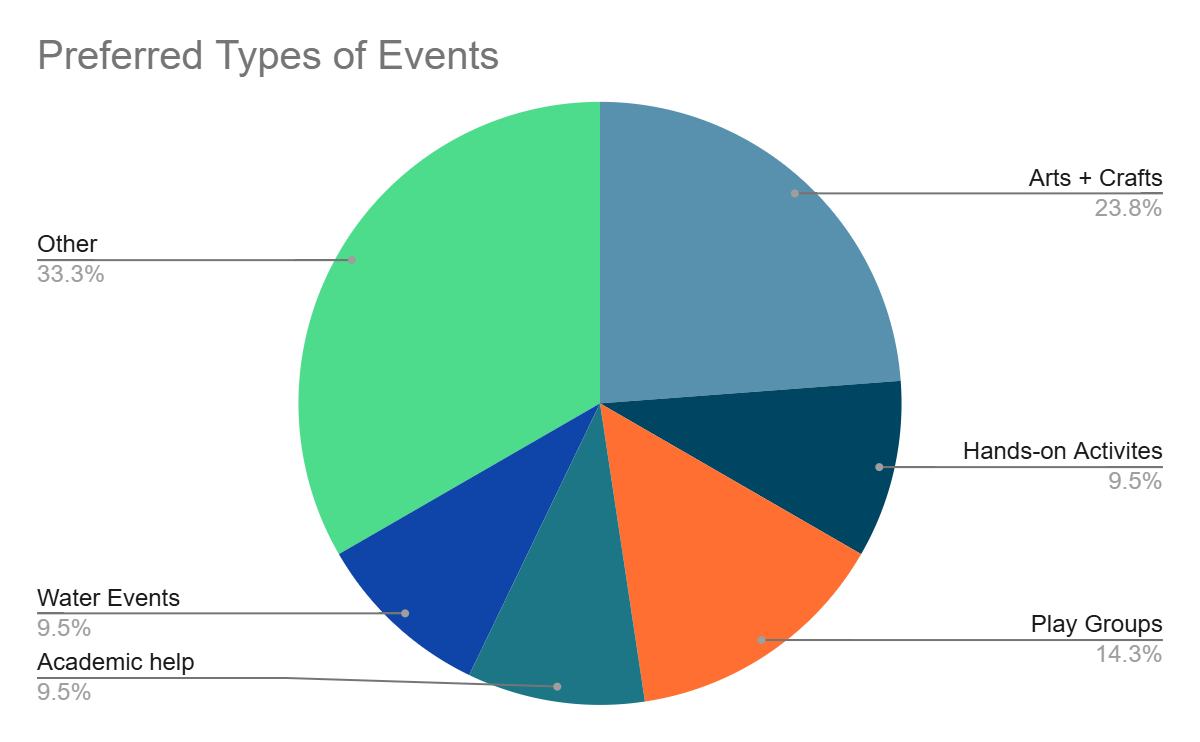 Preferred Types of Events
Arts + Crafts
23.8%
Other
33.3%
Hands-on Activites
9.5%
Water Events
9.5%
Play Groups
14.3%
Academic help
9.5%